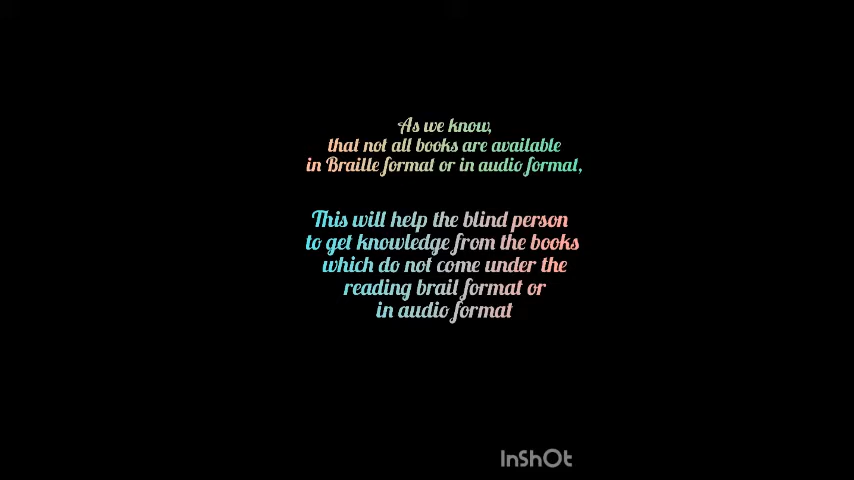 As we know,
that not all books are available
in Braille format or in audio format,
This will help the blind person
to get knowledge from the books
which do not come under the
reading brail format or
in audio format
InShOt